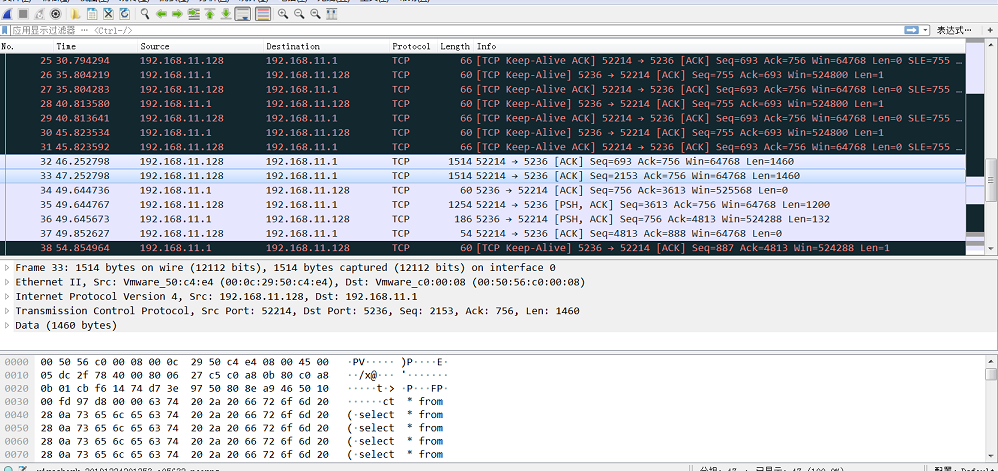 应用显示过滤器 … <Ctrl-/>
表达式…
+
No. Time Source Destination Protocol Length Info
25 30.794294 192.168.11.128 192.168.11.1 TCP 66 [TCP Keep-Alive ACK] 52214 → 5236 [ACK] Seq=693 Ack=756 Win=64768 Len=0 SLE=755 …
26 35.804219 192.168.11.1 192.168.11.128 TCP 60 [TCP Keep-Alive] 5236 → 52214 [ACK] Seq=755 Ack=693 Win=524800 Len=1
27 35.804283 192.168.11.128 192.168.11.1 TCP 66 [TCP Keep-Alive ACK] 52214 → 5236 [ACK] Seq=693 Ack=756 Win=64768 Len=0 SLE=755 …
28 40.813580 192.168.11.1 192.168.11.128 TCP 60 [TCP Keep-Alive] 5236 → 52214 [ACK] Seq=755 Ack=693 Win=524800 Len=1
29 40.813641 192.168.11.128 192.168.11.1 TCP 66 [TCP Keep-Alive ACK] 52214 → 5236 [ACK] Seq=693 Ack=756 Win=64768 Len=0 SLE=755 …
30 45.823534 192.168.11.1 192.168.11.128 TCP 60 [TCP Keep-Alive] 5236 → 52214 [ACK] Seq=755 Ack=693 Win=524800 Len=1
31 45.823592 192.168.11.128 192.168.11.1 TCP 66 [TCP Keep-Alive ACK] 52214 → 5236 [ACK] Seq=693 Ack=756 Win=64768 Len=0 SLE=755 …
32 46.252798 192.168.11.128 192.168.11.1 TCP 1514 52214 → 5236 [ACK] Seq=693 Ack=756 Win=64768 Len=1460
33 47.252798 192.168.11.128 192.168.11.1 TCP 1514 52214 → 5236 [ACK] Seq=2153 Ack=756 Win=64768 Len=1460
34 49.644736 192.168.11.1 192.168.11.128 TCP 60 5236 → 52214 [ACK] Seq=756 Ack=3613 Win=525568 Len=0
35 49.644767 192.168.11.128 192.168.11.1 TCP 1254 52214 → 5236 [PSH, ACK] Seq=3613 Ack=756 Win=64768 Len=1200
36 49.645673 192.168.11.1 192.168.11.128 TCP 186 5236 → 52214 [PSH, ACK] Seq=756 Ack=4813 Win=524288 Len=132
37 49.852627 192.168.11.128 192.168.11.1 TCP 54 52214 → 5236 [ACK] Seq=4813 Ack=888 Win=64768 Len=0
38 54.854964 192.168.11.1 192.168.11.128 TCP 60 [TCP Keep-Alive] 5236 → 52214 [ACK] Seq=887 Ack=4813 Win=524288 Len=1
Frame 33: 1514 bytes on wire (12112 bits), 1514 bytes captured (12112 bits) on interface 0
Ethernet II, Src: Vmware_50:c4:e4 (00:0c:29:50:c4:e4), Dst: Vmware_c0:00:08 (00:50:56:c0:00:08)
Internet Protocol Version 4, Src: 192.168.11.128, Dst: 192.168.11.1
Transmission Control Protocol, Src Port: 52214, Dst Port: 5236, Seq: 2153, Ack: 756, Len: 1460
Data (1460 bytes)
0000 00 50 56 c0 00 08 00 0c 29 50 c4 e4 08 00 45 00 ·PV····· )P····E·
0010 05 dc 2f 78 40 00 80 06 27 c5 c0 a8 0b 80 c0 a8 ··/x@··· '·······
0020 0b 01 cb f6 14 74 d7 3e 97 50 80 8e a9 46 50 10 ·····t·> ·P···FP·
0030 00 fd 97 d8 00 00 63 74 20 2a 20 66 72 6f 6d 20 ······ct * from
0040 28 0a 73 65 6c 65 63 74 20 2a 20 66 72 6f 6d 20 (·select * from
0050 28 0a 73 65 6c 65 63 74 20 2a 20 66 72 6f 6d 20 (·select * from
0060 28 0a 73 65 6c 65 63 74 20 2a 20 66 72 6f 6d 20 (·select * from
0070 28 0a 73 65 6c 65 63 74 20 2a 20 66 72 6f 6d 20 (·select * from